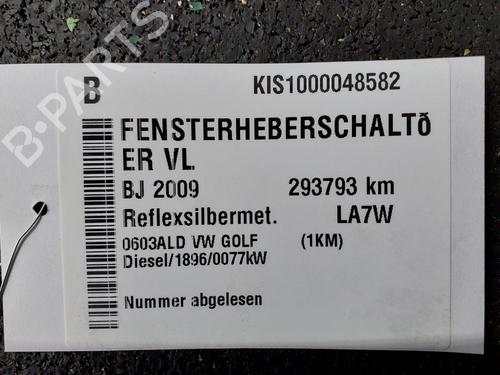 B KIS1000048582
FENSTERHEBERSCHALTð
ER VL
BJ 2009 293793 km
Reflexsilbermet. LA7W
0603ALD VW GOLF (1KM)
Diesel/1896/0077kW
Nummer abgelesen
B-PARTS